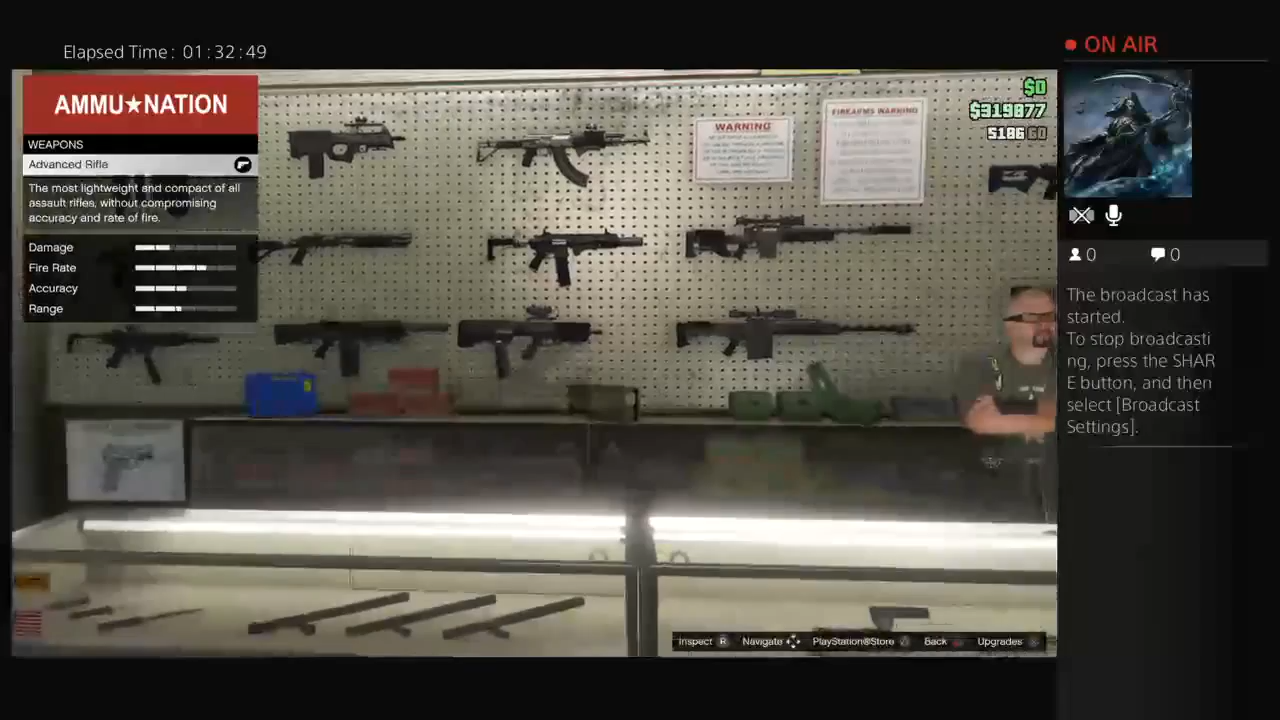 Elapsed Time: 01:32:49
ON AIR
AMMU★NATION
WEAPONS
Advanced Rifle
The most lightweight and compact of all
assault rifles, without compromising
accuracy and rate of fire.
Damage
Fire Rate
Accuracy
Range
$0
$319877
5186 60
WARNING
FIREARMS WARNING
0
0
The broadcast has
started.
To stop broadcasti
ng, press the SHAR
E button, and then
select [Broadcast
Settings].
Inspect R Navigate PlayStation®Store Back Upgrades